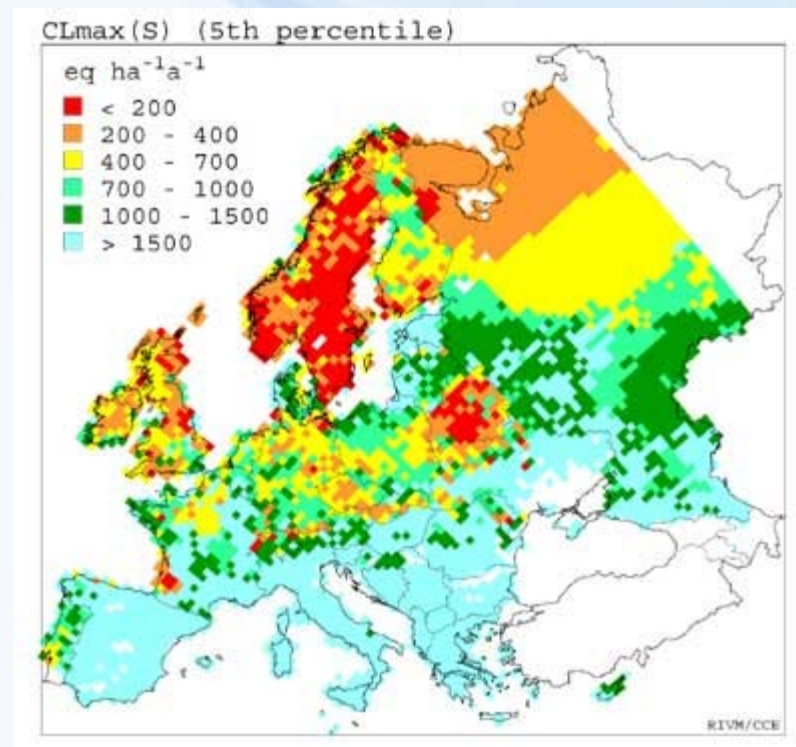 CLmax(S) (5th percentile)
eq ha⁻¹a⁻¹
< 200
200 - 400
400 - 700
700 - 1000
1000 - 1500
> 1500
RIVM/CCE